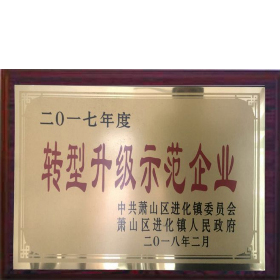 二〇一七年度
转型升级示范企业
中共萧山区进化镇委员会
萧山区进化镇人民政府
二〇一八年二月